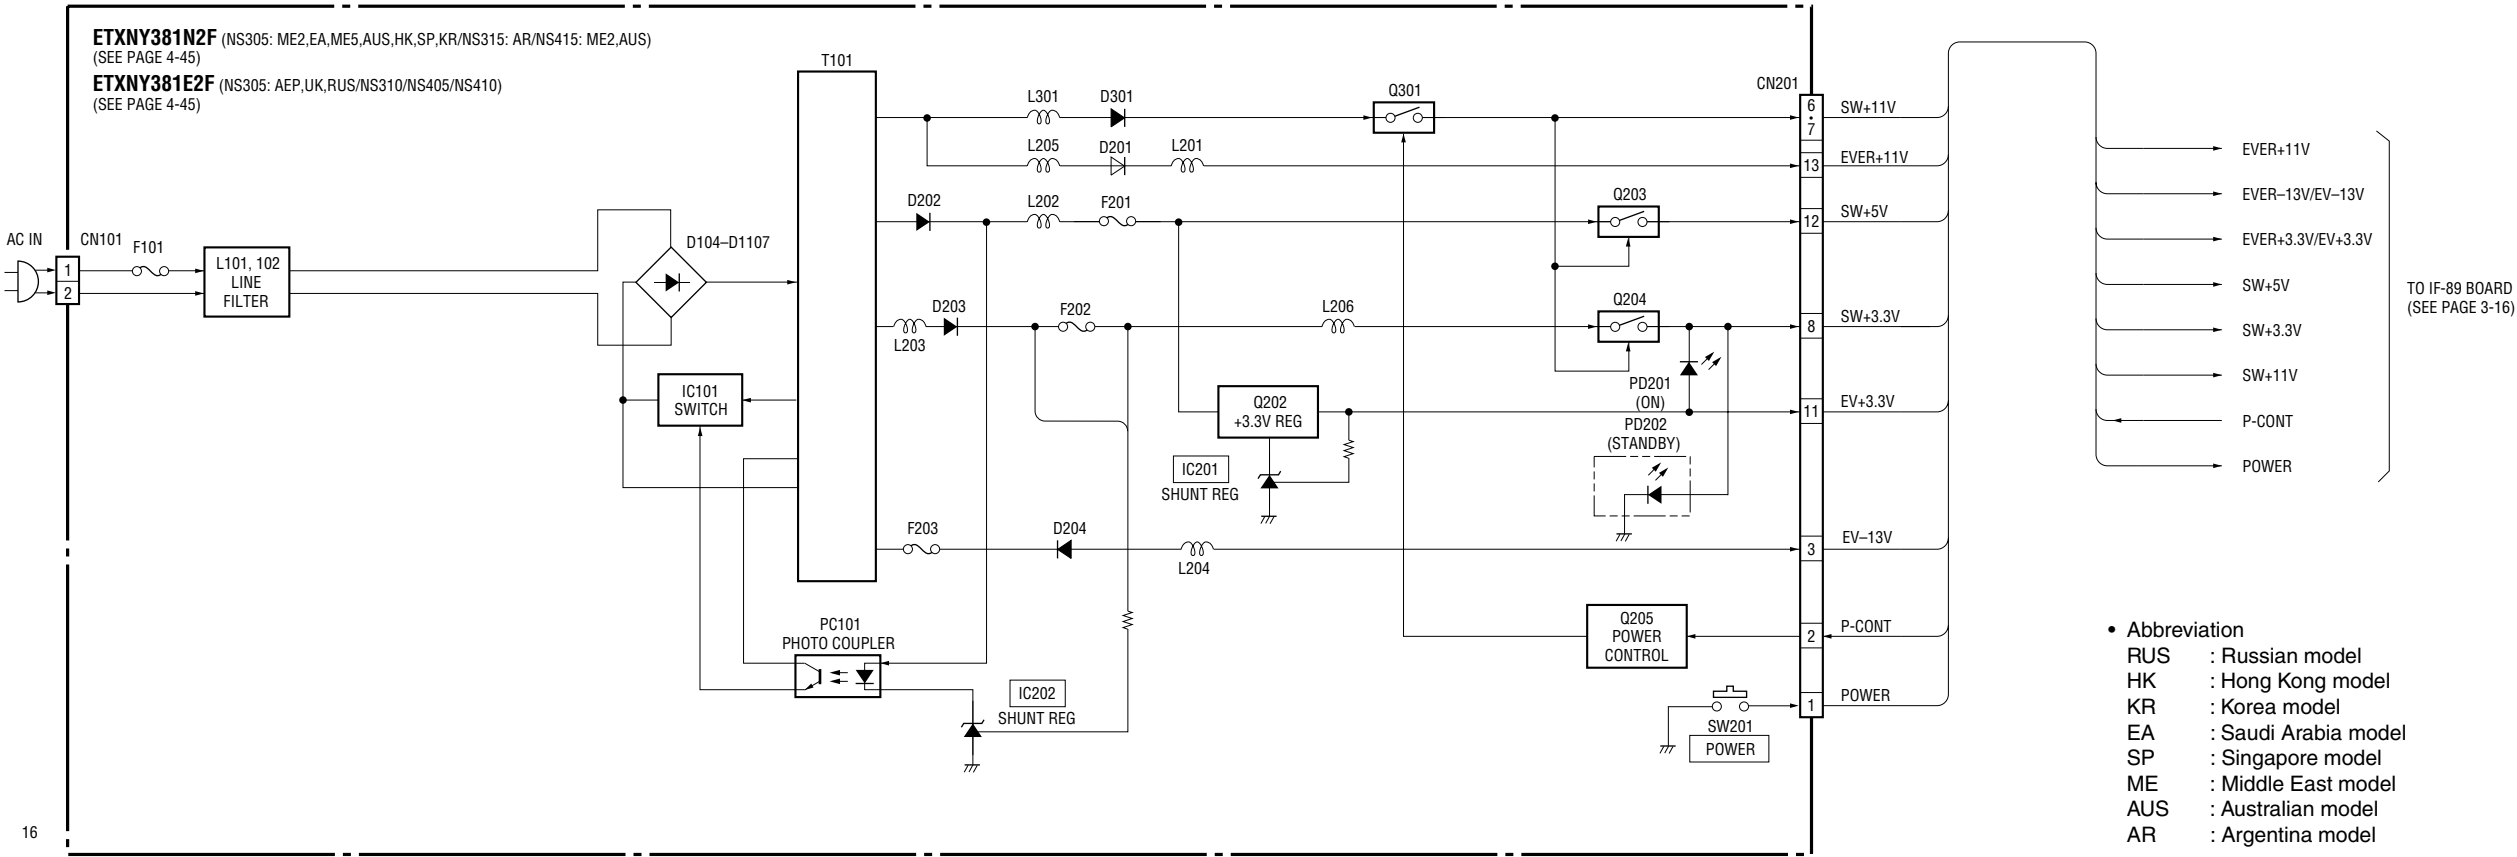 ETXNY381N2F (NS305: ME2,EA,ME5,AUS,HK,SP,KR/NS315: AR/NS415: ME2,AUS)
(SEE PAGE 4-45)
ETXNY381E2F (NS305: AEP,UK,RUS/NS310/NS405/NS410)
(SEE PAGE 4-45)
AC IN
CN101
1
2
F101
L101, 102
LINE
FILTER
D104–D1107
IC101
SWITCH
T101
PC101
PHOTO COUPLER
L301
D301
Q301
L205
D201
L201
D202
L202
F201
Q203
L203
D203
F202
L206
Q204
Q202
+3.3V REG
IC201
SHUNT REG
PD201
(ON)
PD202
(STANDBY)
F203
D204
L204
IC202
SHUNT REG
Q205
POWER
CONTROL
SW201
POWER
CN201
6
•
7
SW+11V
13
EVER+11V
12
SW+5V
8
SW+3.3V
11
EV+3.3V
3
EV–13V
2
P-CONT
1
POWER
EVER+11V
EVER–13V/EV–13V
EVER+3.3V/EV+3.3V
SW+5V
SW+3.3V
SW+11V
P-CONT
POWER
TO IF-89 BOARD
(SEE PAGE 3-16)
• Abbreviation
RUS : Russian model
HK : Hong Kong model
KR : Korea model
EA : Saudi Arabia model
SP : Singapore model
ME : Middle East model
AUS : Australian model
AR : Argentina model
16